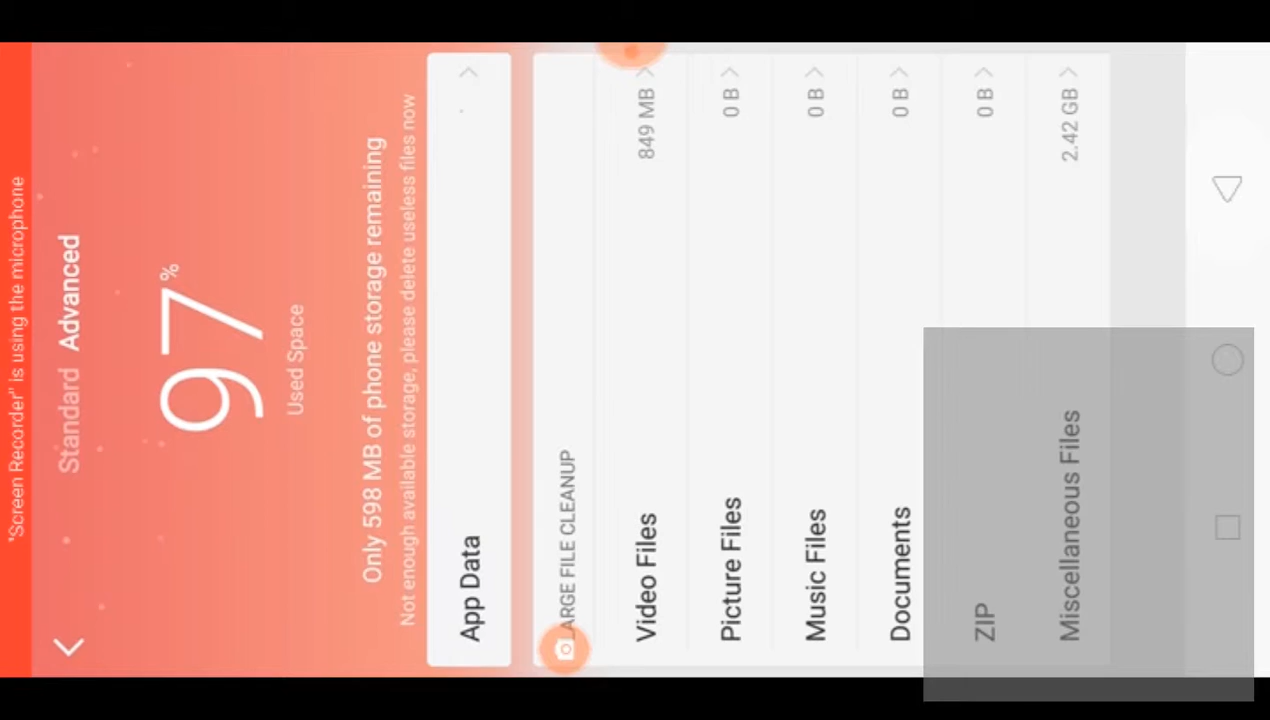 "Screen Recorder" is using the microphone
Standard Advanced
97%
Used Space
Only 598 MB of phone storage remaining
Not enough available storage, please delete useless files now
App Data
LARGE FILE CLEANUP
Video Files 849 MB
Picture Files 0 B
Music Files 0 B
Documents 0 B
ZIP 0 B
Miscellaneous Files 2.42 GB